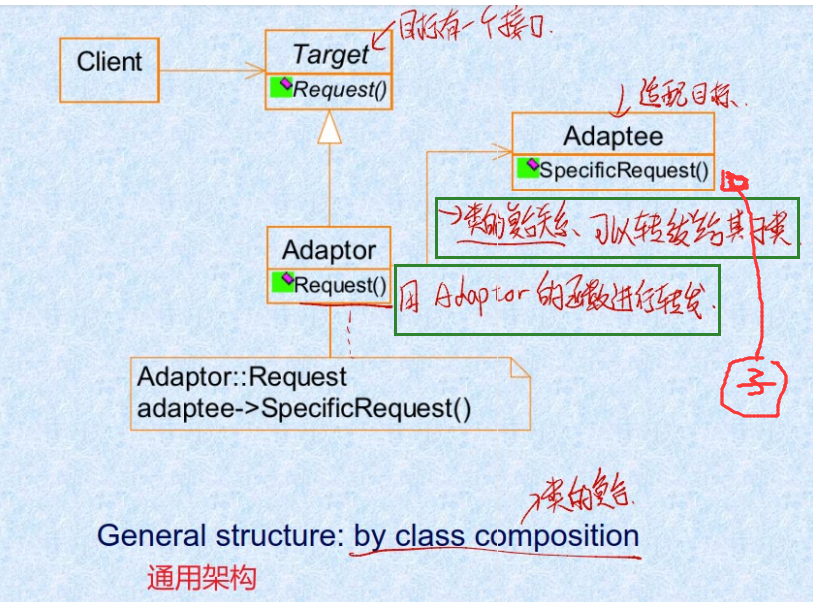 目标有一个接口.
Client
Target
Request()
适配目标.
Adaptee
SpecificRequest()
→类的复合关系、可以转发给其子类
Adaptor
Request()
用 Adaptor 的函数进行转发.
子
Adaptor::Request
adaptee->SpecificRequest()
类的复合.
General structure: by class composition
通用架构